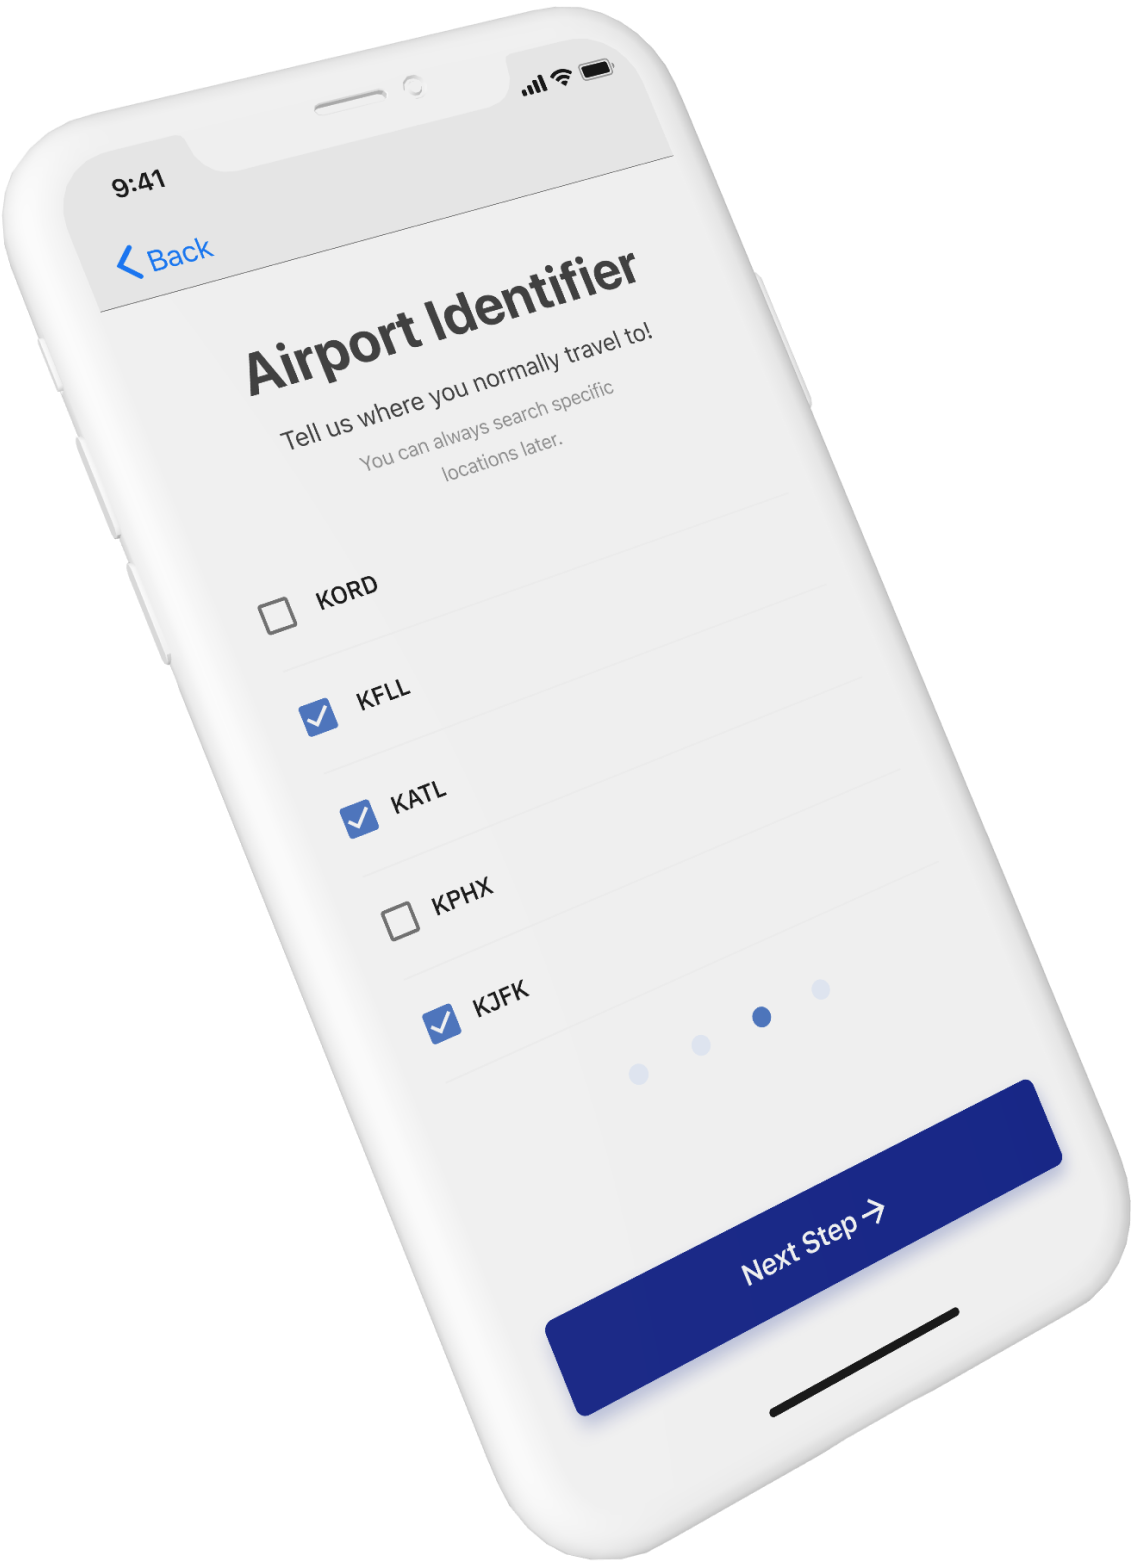 9:41
Back
Airport Identifier
Tell us where you normally travel to!
You can always search specific
locations later.
KORD
KFLL
KATL
KPHX
KJFK
Next Step →